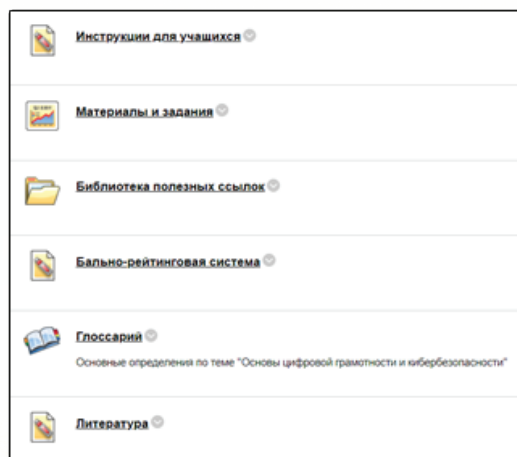 Инструкции для учащихся
Материалы и задания
Библиотека полезных ссылок
Бально-рейтинговая система
Глоссарий
Основные определения по теме "Основы цифровой грамотности и кибербезопасности"
Литература